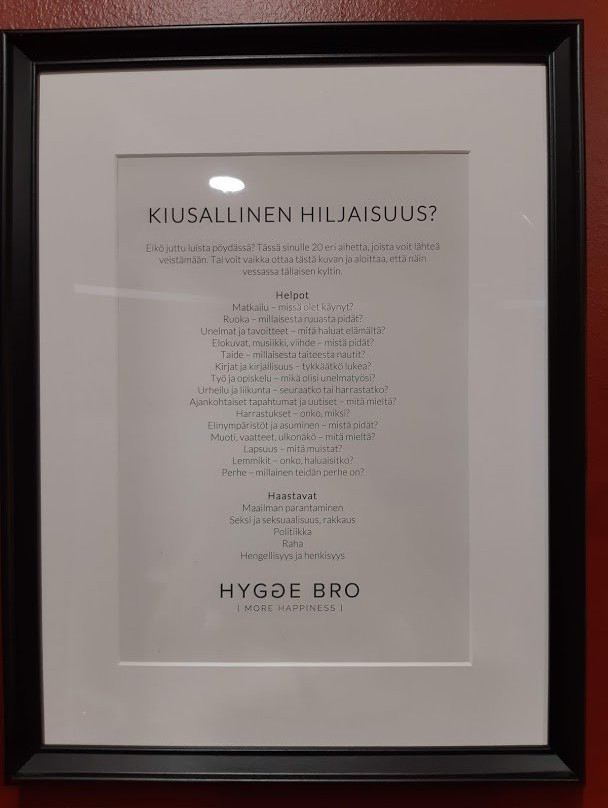 KIUSALLINEN HILJAISUUS?
Eikö juttu luista pöydässä? Tässä sinulle 20 eri aihetta, joista voit lähteä
veistämään. Tai voit vaikka ottaa tästä kuvan ja aloittaa, että näin
vessassa tällaisen kyltin.
Helpot
Matkailu – missä olet käynyt?
Ruoka – millaisesta ruuasta pidät?
Unelmat ja tavoitteet – mitä haluat elämältä?
Elokuvat, musiikki, viihde – mistä pidät?
Taide – millaisesta taiteesta nautit?
Kirjat ja kirjallisuus – tykkäätkö lukea?
Työ ja opiskelu – mikä olisi unelmatyösi?
Urheilu ja liikunta – seuraatko tai harrastatko?
Ajankohtaiset tapahtumat ja uutiset – mitä mieltä?
Harrastukset – onko, miksi?
Elinympäristöt ja asuminen – mistä pidät?
Muoti, vaatteet, ulkonäkö – mitä mieltä?
Lapsuus – mitä muistat?
Lemmikit – onko, haluaisitko?
Perhe – millainen teidän perhe on?
Haastavat
Maailman parantaminen
Seksi ja seksuaalisuus, rakkaus
Politiikka
Raha
Hengellisyys ja henkisyys
HYGGE BRO
[ MORE HAPPINESS ]